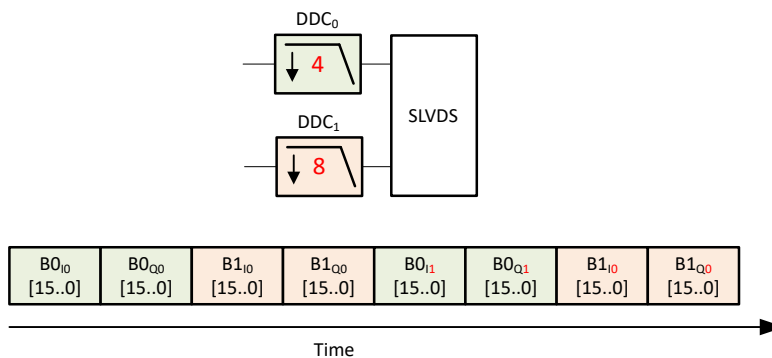 DDC₀
4
SLVDS
DDC₁
8
B0I0 B0Q0 B1I0 B1Q0 B0I1 B0Q1 B1I0 B1Q0
[15..0] [15..0] [15..0] [15..0] [15..0] [15..0] [15..0] [15..0]
Time